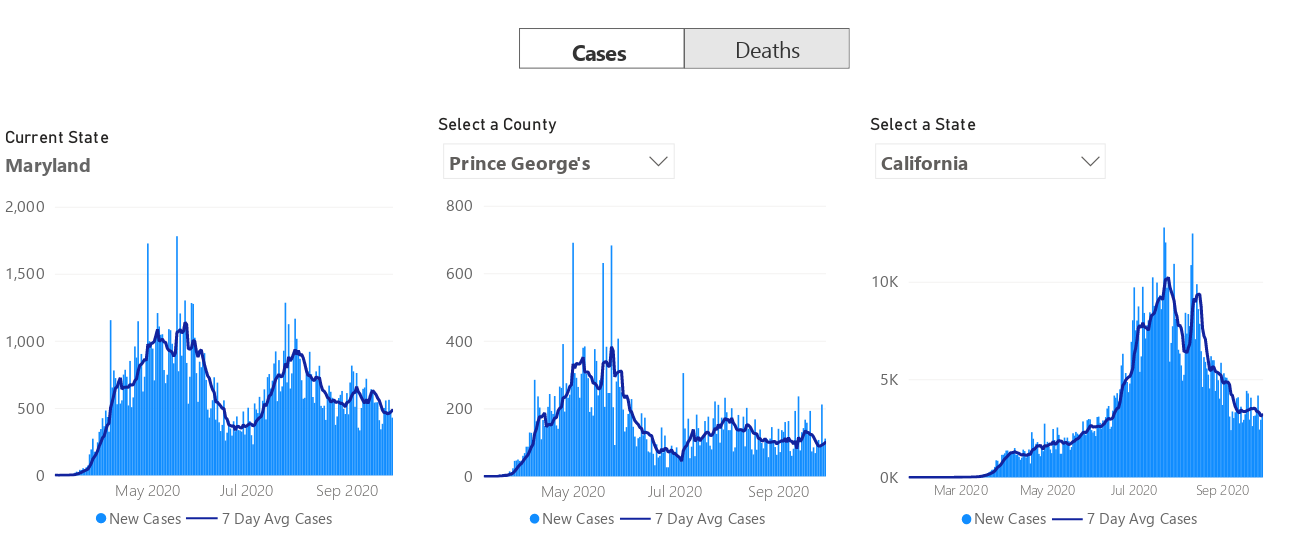 Cases Deaths
Current State
Maryland
2,000
1,500
1,000
500
0
May 2020 Jul 2020 Sep 2020
New Cases 7 Day Avg Cases
Select a County
Prince George's
800
600
400
200
0
May 2020 Jul 2020 Sep 2020
New Cases 7 Day Avg Cases
Select a State
California
10K
5K
0K
Mar 2020 May 2020 Jul 2020 Sep 2020
New Cases 7 Day Avg Cases